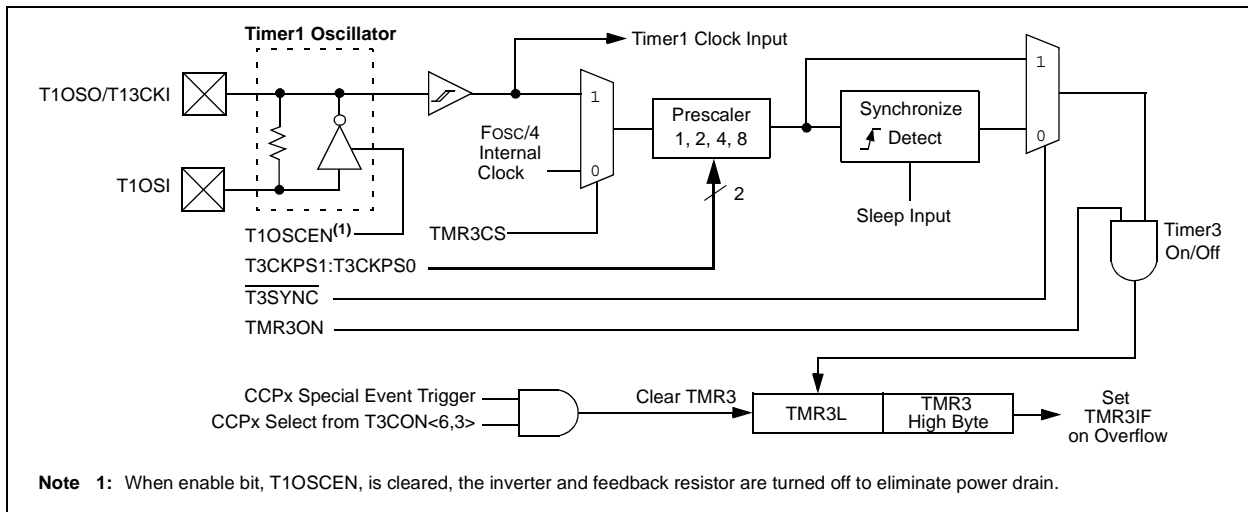 Timer1 Oscillator
Timer1 Clock Input
T1OSO/T13CKI
T1OSI
FOSC/4
Internal
Clock
1
0
Prescaler
1, 2, 4, 8
2
Synchronize
Detect
Sleep Input
1
0
T1OSCEN(1)
TMR3CS
T3CKPS1:T3CKPS0
T3SYNC
TMR3ON
Timer3
On/Off
CCPx Special Event Trigger
CCPx Select from T3CON<6,3>
Clear TMR3
TMR3L
TMR3
High Byte
Set
TMR3IF
on Overflow
Note 1: When enable bit, T1OSCEN, is cleared, the inverter and feedback resistor are turned off to eliminate power drain.